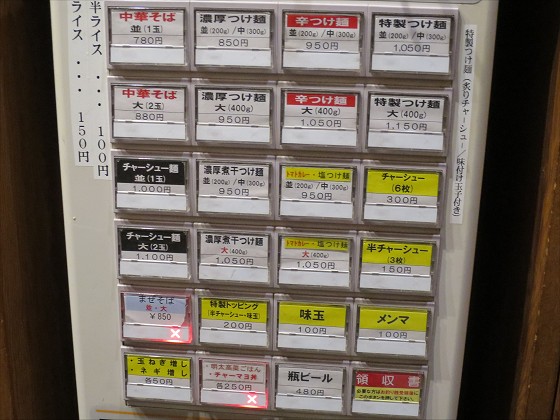 半ライス・・・100円
ライス・・・150円
中華そば
並(1玉)
780円
濃厚つけ麺
並(200g)/中(300g)
850円
辛つけ麺
並(200g)/中(300g)
950円
特製つけ麺
並(200g)/中(300g)
1,050円
中華そば
大(2玉)
880円
濃厚つけ麺
大(400g)
950円
辛つけ麺
大(400g)
1,050円
特製つけ麺
大(400g)
1,150円
チャーシュー麺
並(1玉)
1,000円
濃厚煮干つけ麺
並(200g)/中(300g)
950円
トマトカレー・塩つけ麺
並(200g)/中(300g)
950円
チャーシュー
(6枚)
300円
チャーシュー麺
大(2玉)
1,100円
濃厚煮干つけ麺
大(400g)
1,050円
トマトカレー・塩つけ麺
大(400g)
1,050円
半チャーシュー
(3枚)
150円
まぜそば
並・大
¥850
特製トッピング
(半チャーシュー・味玉)
200円
味玉
100円
メンマ
100円
・玉ねぎ増し
・ネギ増し
各50円
・明太高菜ごはん
・チャーマヨ丼
各250円
瓶ビール
480円
領収書
特製つけ麺(炙りチャーシュー/味付け玉子付き)